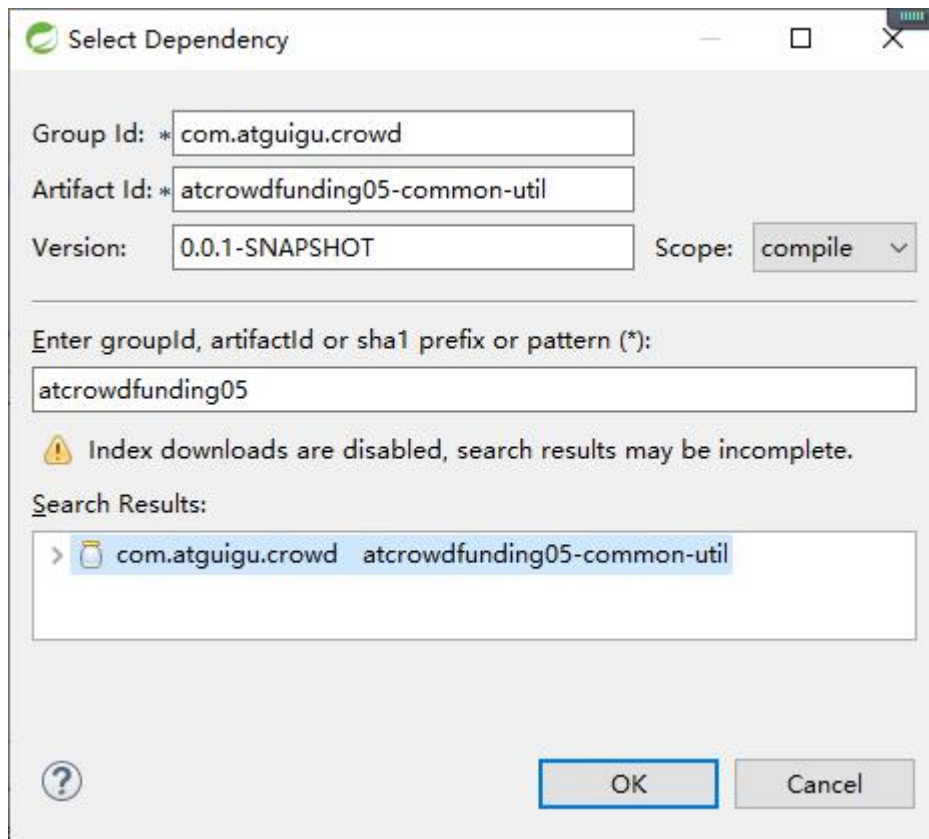 Select Dependency
Group Id: * com.atguigu.crowd
Artifact Id: * atcrowdfunding05-common-util
Version: 0.0.1-SNAPSHOT Scope: compile
Enter groupId, artifactId or sha1 prefix or pattern (*):
atcrowdfunding05
Index downloads are disabled, search results may be incomplete.
Search Results:
com.atguigu.crowd atcrowdfunding05-common-util
OK Cancel